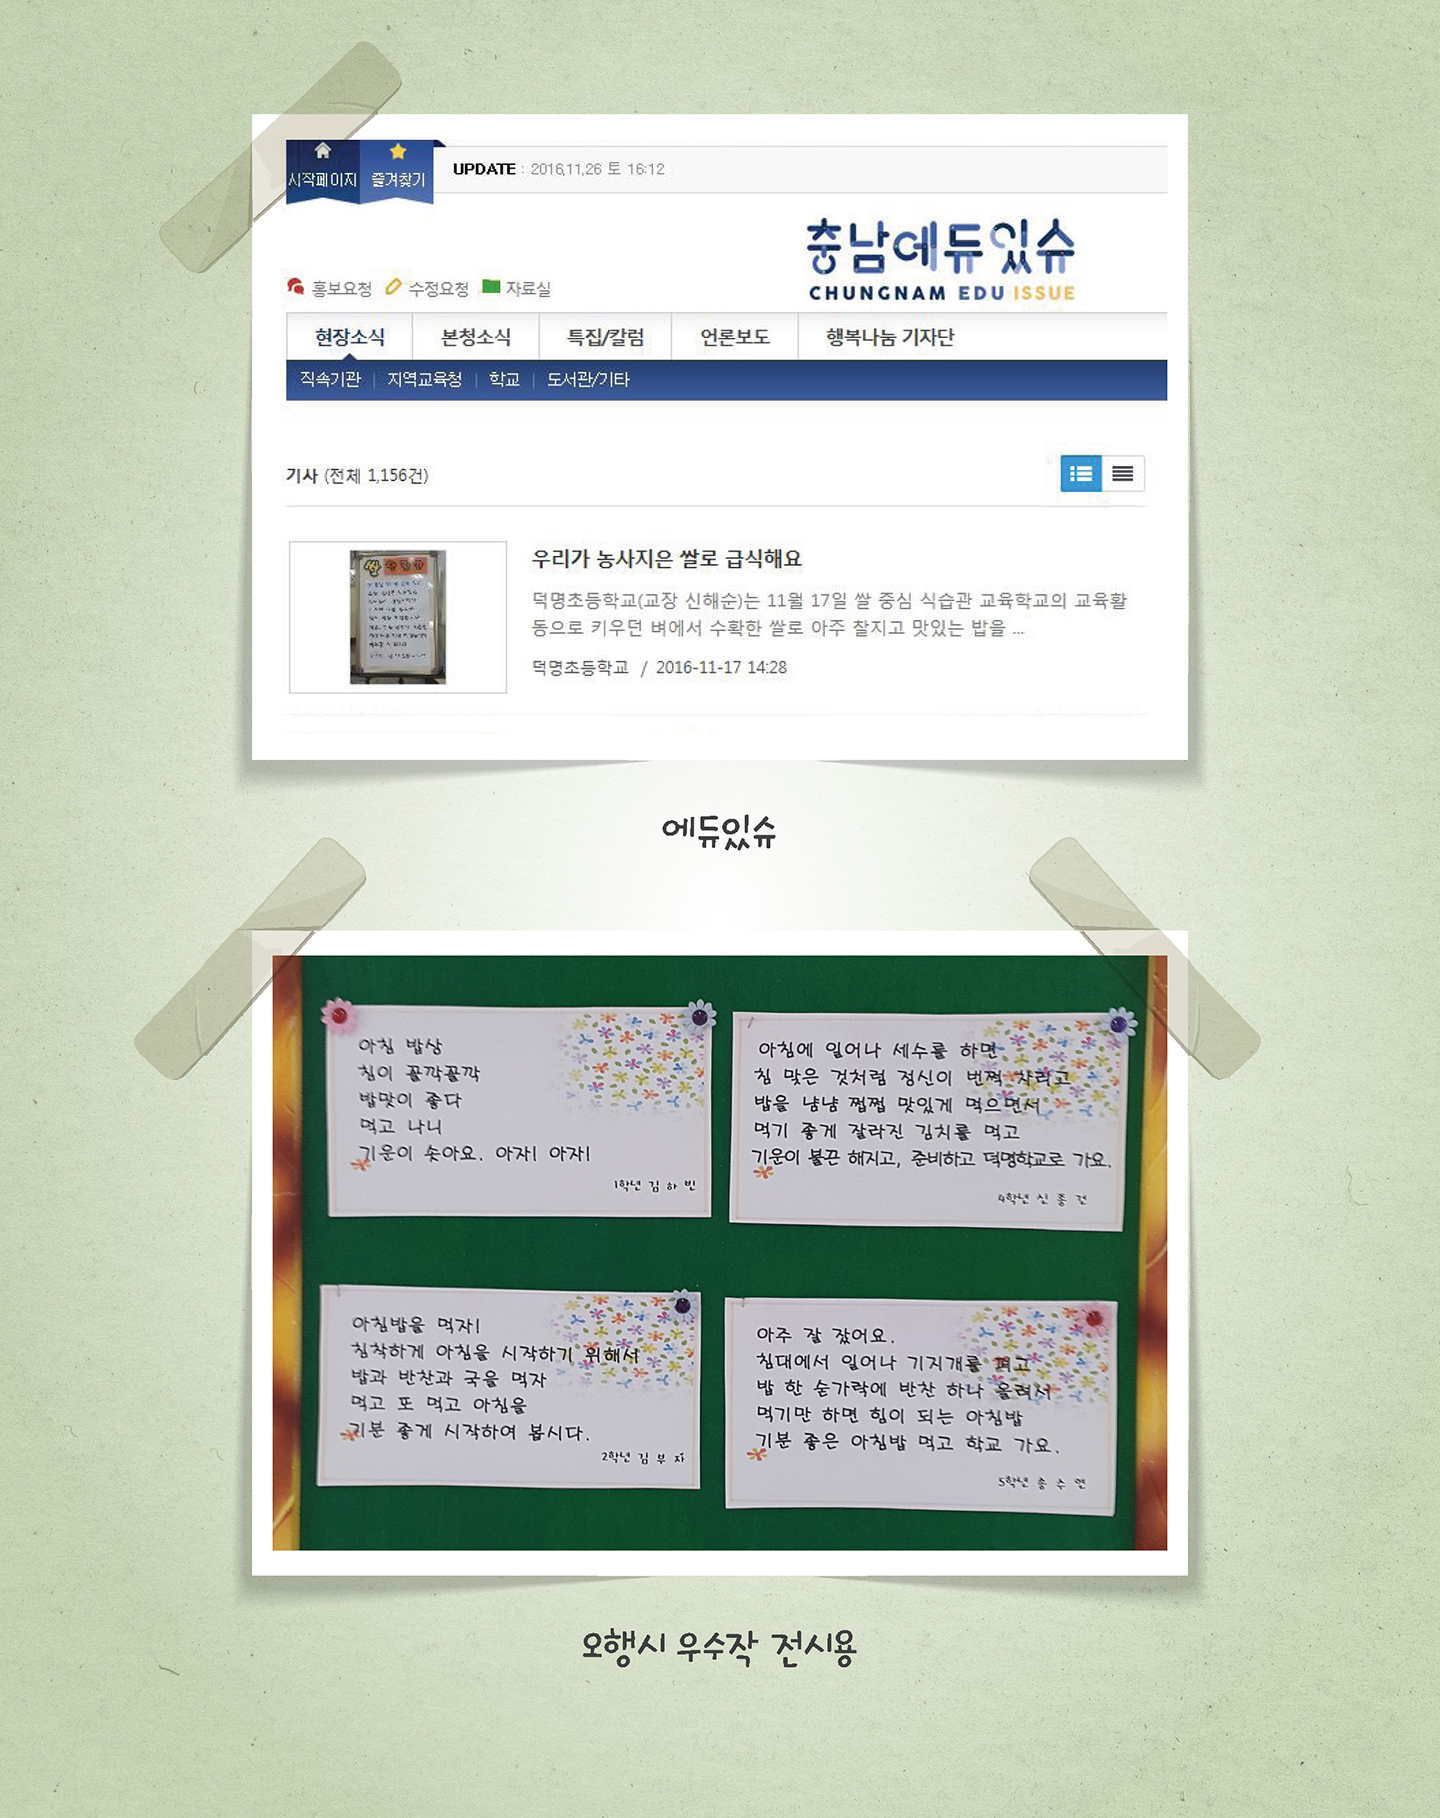 시작페이지 즐겨찾기
UPDATE : 2016.11.26 토 16:12
충남에듀있슈
CHUNGNAM EDU ISSUE
홍보요청 수정요청 자료실
현장소식 본청소식 특집/칼럼 언론보도 행복나눔 기자단
직속기관 | 지역교육청 | 학교 | 도서관/기타
기사 (전체 1,156건)
쌀
우리가 농사지은 쌀로 급식해요
덕명초등학교(교장 신해순)는 11월 17일 쌀 중심 식습관 교육학교의 교육활
동으로 키우던 벼에서 수확한 쌀로 아주 찰지고 맛있는 밥을 ...
덕명초등학교 / 2016-11-17 14:28
에듀있슈
아침 밥상
침이 꼴깍꼴깍
밥맛이 좋다
먹고 나니
기운이 솟아요. 아자! 아자!
1학년 김 하 빈
아침에 일어나 세수를 하면
침 맞은 것처럼 정신이 번쩍 차리고
밥을 냠냠 쩝쩝 맛있게 먹으면서
먹기 좋게 잘라진 김치를 먹고
기운이 불끈 해지고, 준비하고 덕명학교로 가요.
4학년 신 종 건
아침밥을 먹자!
침착하게 아침을 시작하기 위해서
밥과 반찬과 국을 먹자
먹고 또 먹고 아침을
기분 좋게 시작하여 봅시다.
2학년 김 부 자
아주 잘 잤어요.
침대에서 일어나 기지개를 펴고
밥 한 숟가락에 반찬 하나 올려서
먹기만 하면 힘이 되는 아침밥
기분 좋은 아침밥 먹고 학교 가요.
5학년 송 수 연
오행시 우수작 전시용